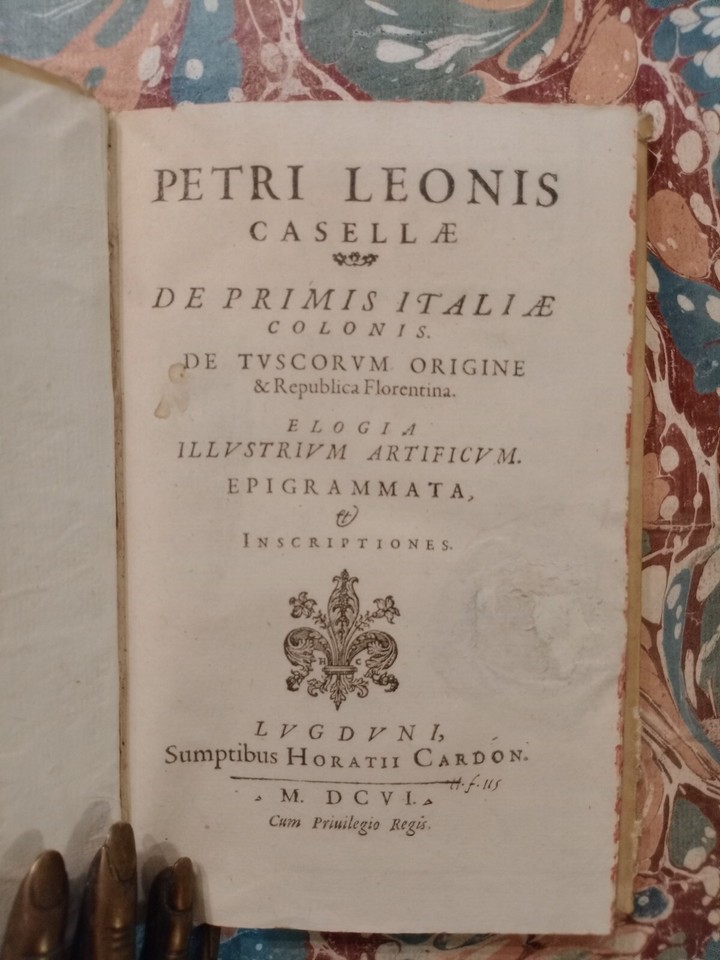 PETRI LEONIS
CASELLÆ
DE PRIMIS ITALIÆ
COLONIS.
DE TVSCORVM ORIGINE
& Republica Florentina.
ELOGIA
ILLVSTRIVM ARTIFICVM.
EPIGRAMMATA,
&
INSCRIPTIONES.
H C
LVGDVNI,
Sumptibus HORATII CARDON.
M. DCVI.
Cum Priuilegio Regis.